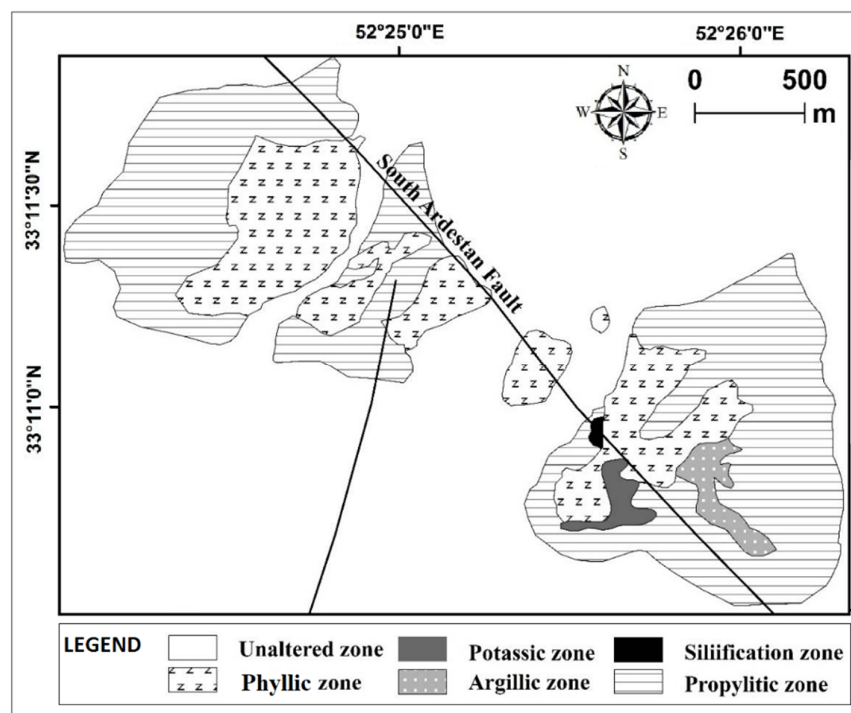 52°25'0"E 52°26'0"E
N
W E
S
0 500
m
33°11'30"N
South Ardestan Fault
33°11'0"N
LEGEND
Unaltered zone Potassic zone Siliification zone
Phyllic zone Argillic zone Propylitic zone